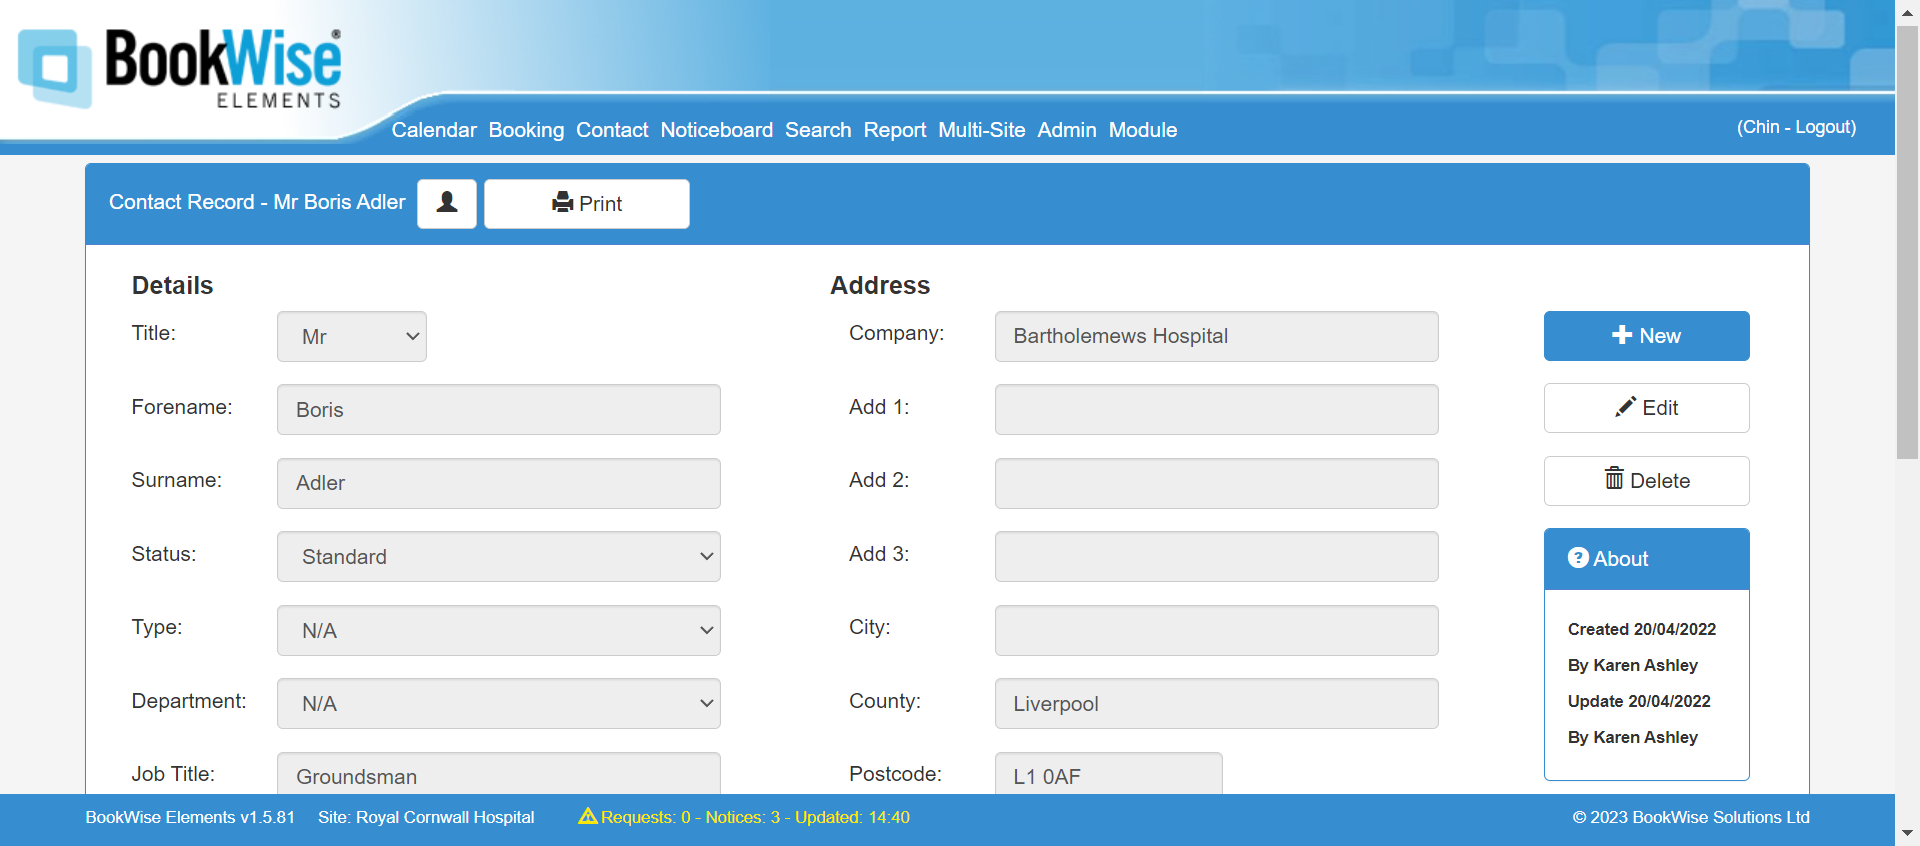 BookWise®
ELEMENTS
Calendar Booking Contact Noticeboard Search Report Multi-Site Admin Module
(Chin - Logout)
Contact Record - Mr Boris Adler
Print
Details
Title: Mr
Forename: Boris
Surname: Adler
Status: Standard
Type: N/A
Department: N/A
Job Title: Groundsman
Address
Company: Bartholemews Hospital
Add 1:
Add 2:
Add 3:
City:
County: Liverpool
Postcode: L1 0AF
New
Edit
Delete
About
Created 20/04/2022
By Karen Ashley
Update 20/04/2022
By Karen Ashley
BookWise Elements v1.5.81 Site: Royal Cornwall Hospital Requests: 0 - Notices: 3 - Updated: 14:40 © 2023 BookWise Solutions Ltd